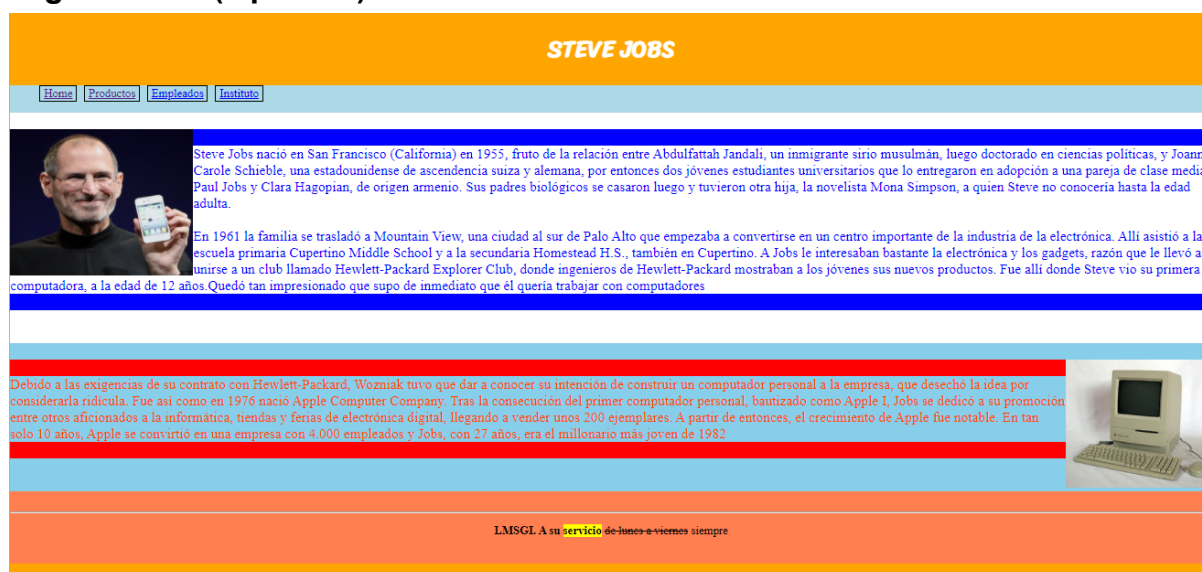 STEVE JOBS
Home Productos Empleados Instituto
Steve Jobs nació en San Francisco (California) en 1955, fruto de la relación entre Abdulfattah Jandali, un inmigrante sirio musulmán, luego doctorado en ciencias políticas, y Joann
Carole Schieble, una estadounidense de ascendencia suiza y alemana, por entonces dos jóvenes estudiantes universitarios que lo entregaron en adopción a una pareja de clase medi
Paul Jobs y Clara Hagopian, de origen armenio. Sus padres biológicos se casaron luego y tuvieron otra hija, la novelista Mona Simpson, a quien Steve no conocería hasta la edad
adulta.
En 1961 la familia se trasladó a Mountain View, una ciudad al sur de Palo Alto que empezaba a convertirse en un centro importante de la industria de la electrónica. Allí asistió a la
escuela primaria Cupertino Middle School y a la secundaria Homestead H.S., también en Cupertino. A Jobs le interesaban bastante la electrónica y los gadgets, razón que le llevó a
unirse a un club llamado Hewlett-Packard Explorer Club, donde ingenieros de Hewlett-Packard mostraban a los jóvenes sus nuevos productos. Fue allí donde Steve vio su primera
computadora, a la edad de 12 años.Quedó tan impresionado que supo de inmediato que él quería trabajar con computadores
Debido a las exigencias de su contrato con Hewlett-Packard, Wozniak tuvo que dar a conocer su intención de construir un computador personal a la empresa, que desechó la idea por
considerarla ridícula. Fue así como en 1976 nació Apple Computer Company. Tras la consecución del primer computador personal, bautizado como Apple I, Jobs se dedicó a su promoción
entre otros aficionados a la informática, tiendas y ferias de electrónica digital, llegando a vender unos 200 ejemplares. A partir de entonces, el crecimiento de Apple fue notable. En tan
solo 10 años, Apple se convirtió en una empresa con 4.000 empleados y Jobs, con 27 años, era el millonario más joven de 1982
LMSGI. A su servicio de lunes a viernes siempre